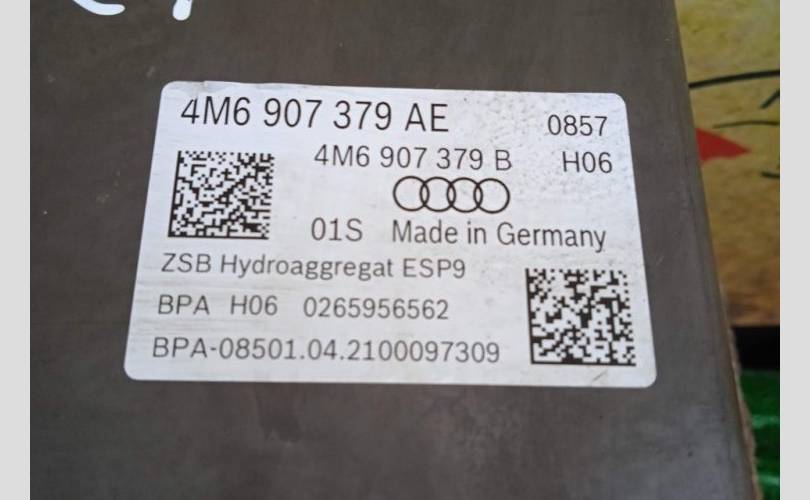 4M6 907 379 AE 0857
4M6 907 379 B H06
01S Made in Germany
ZSB Hydroaggregat ESP9
BPA H06 0265956562
BPA-08501.04.2100097309